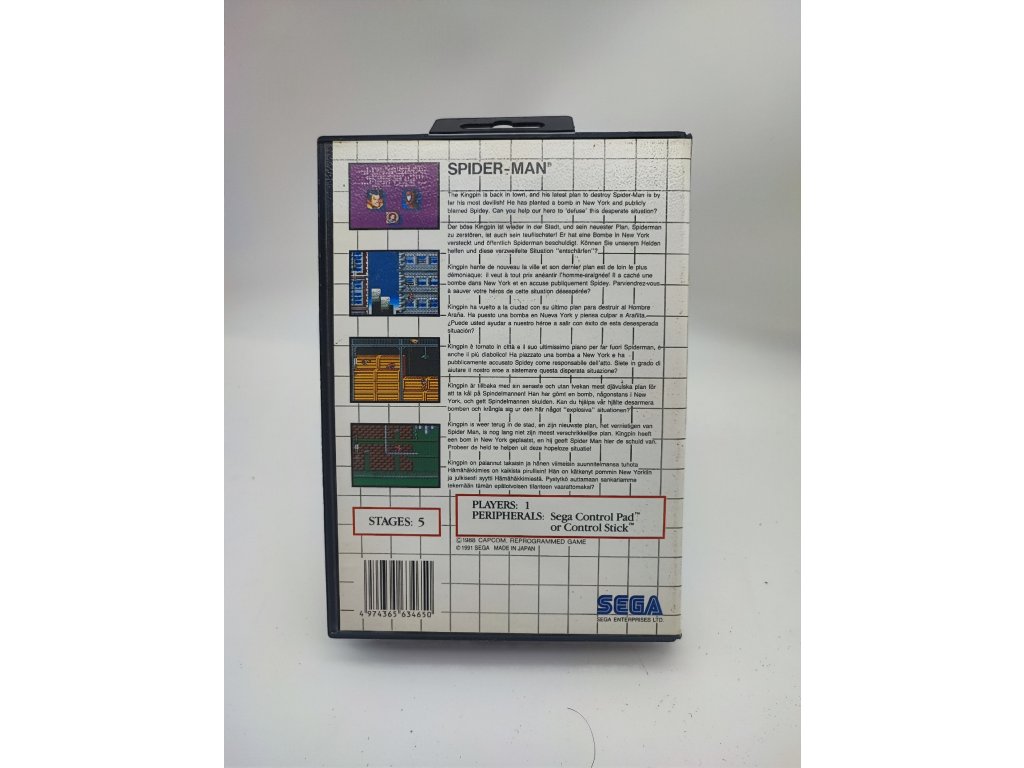 SPIDER-MAN®
The Kingpin is back in town, and his latest plan to destroy Spider-Man is by
far his most devilish! He has planted a bomb in New York and publicly
blamed Spidey. Can you help our hero to 'defuse' this desperate situation?
Der böse Kingpin ist wieder in der Stadt, und sein neuester Plan, Spiderman
zu zerstören, ist auch sein teuflischster! Er hat eine Bombe in New York
versteckt und öffentlich Spiderman beschuldigt. Können Sie unserem Helden
helfen und diese verzweifelte Situation "entschärfen"?
Kingpin hante de nouveau la ville et son dernier plan est de loin le plus
démoniaque: il veut à tout prix anéantir l'homme-araignée! Il a caché une
bombe dans New York et en accuse publiquement Spidey. Parviendrez-vous
à sauver votre héros de cette situation désespérée?
Kingpin ha vuelto a la ciudad con su último plan para destruir al Hombre
Araña. Ha puesto una bomba en Nueva York y piensa culpar a Arañita.
¿Puede usted ayudar a nuestro héroe a salir con éxito de esta desesperada
situación?
Kingpin è tornato in città e il suo ultimissimo piano per far fuori Spiderman, è
anche il più diabolico! Ha piazzato una bomba a New York e ha
pubblicamente accusato Spidey come responsabile dell'atto. Siete in grado di
aiutare il nostro eroe a sistemare questa disperata situazione?
Kingpin är tillbaka med sin senaste och utan tvekan mest djävulska plan för
att ta kål på Spindelmannen! Han har gömt en bomb, någonstans i New
York, och gett Spindelmannen skulden. Kan du hjälpa vår hjälte desarmera
bomben och krångla sig ur den här något "explosiva" situationen?
Kingpin is weer terug in de stad, en zijn nieuwste plan, het vernietigen van
Spider Man, is nog lang niet zijn meest verschrikkelijke plan. Kingpin heeft
een bom in New York geplaatst, en hij geeft Spider Man hier de schuld van.
Probeer de held te helpen uit deze hopeloze situatie!
Kingpin on palannut takaisin ja hänen viimeisin suunnitelmansa tuhota
Hämähäkkimies on kaikista pirullisin! Hän on kätkenyt pommin New Yorkiin
ja julkisesti syytti Hämähäkkimiestä. Pystytkö auttamaan sankariamme
tekemään tämän epätoivoisen tilanteen vaarattomaksi?
STAGES: 5
PLAYERS: 1
PERIPHERALS: Sega Control Pad™
or Control Stick™
©1988 CAPCOM, REPROGRAMMED GAME
©1991 SEGA MADE IN JAPAN
4 974365 634650
SEGA
SEGA ENTERPRISES LTD.